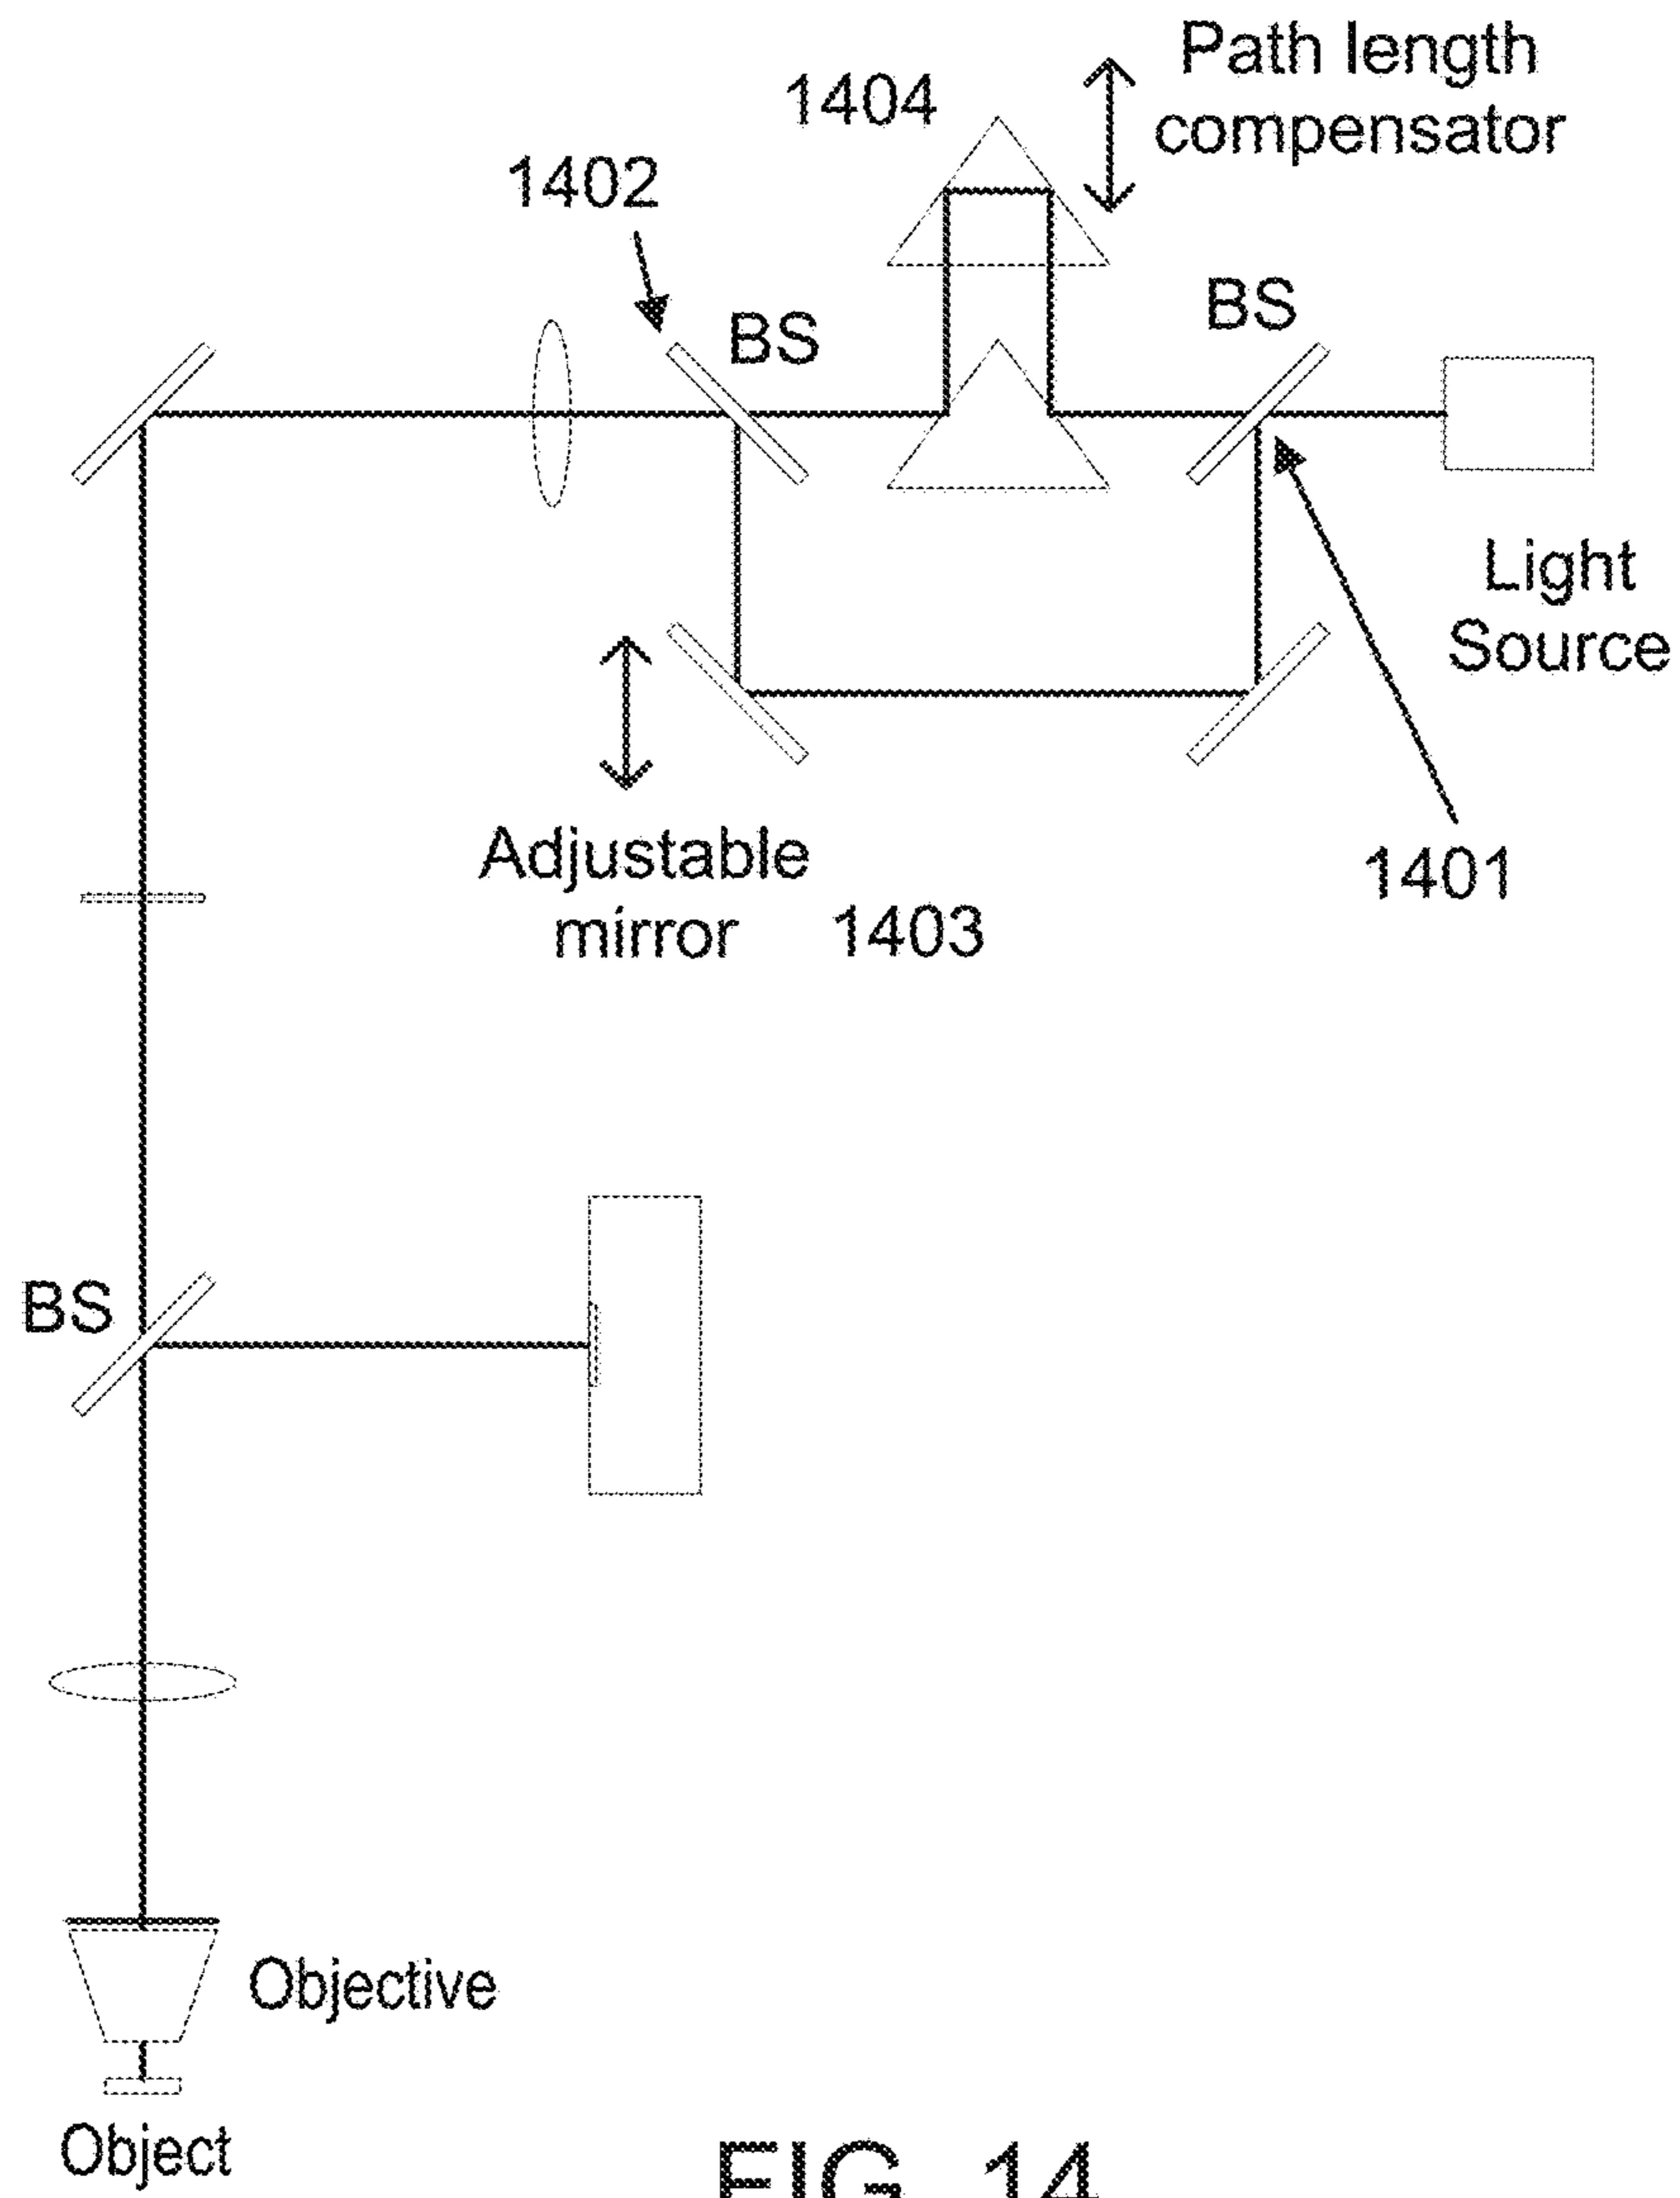 Path length
compensator
1404
1402
BS
BS
Light
Source
Adjustable
mirror 1403
1401
BS
Objective
Object
FIG. 14